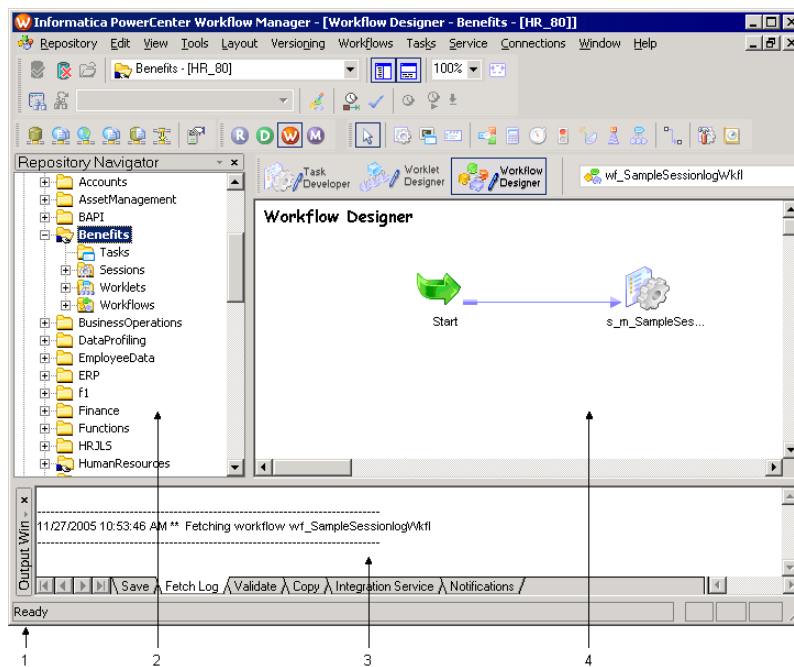 Informatica PowerCenter Workflow Manager - [Workflow Designer - Benefits - [HR_80]]
Repository Edit View Tools Layout Versioning Workflows Tasks Service Connections Window Help
Benefits - [HR_80]
100%
R D W M
Repository Navigator
Accounts
AssetManagement
BAPI
Benefits
Tasks
Sessions
Worklets
Workflows
BusinessOperations
DataProfiling
EmployeeData
ERP
f1
Finance
Functions
HRJLS
HumanResources
Task Developer
Worklet Designer
Workflow Designer
wf_SampleSessionlogWkfl
Workflow Designer
Start
s_m_SampleSes...
Output Win
--------------------------------------------------------------------------------
11/27/2005 10:53:46 AM ** Fetching workflow wf_SampleSessionlogWkfl
--------------------------------------------------------------------------------
Save Fetch Log Validate Copy Integration Service Notifications
Ready
1 2 3 4